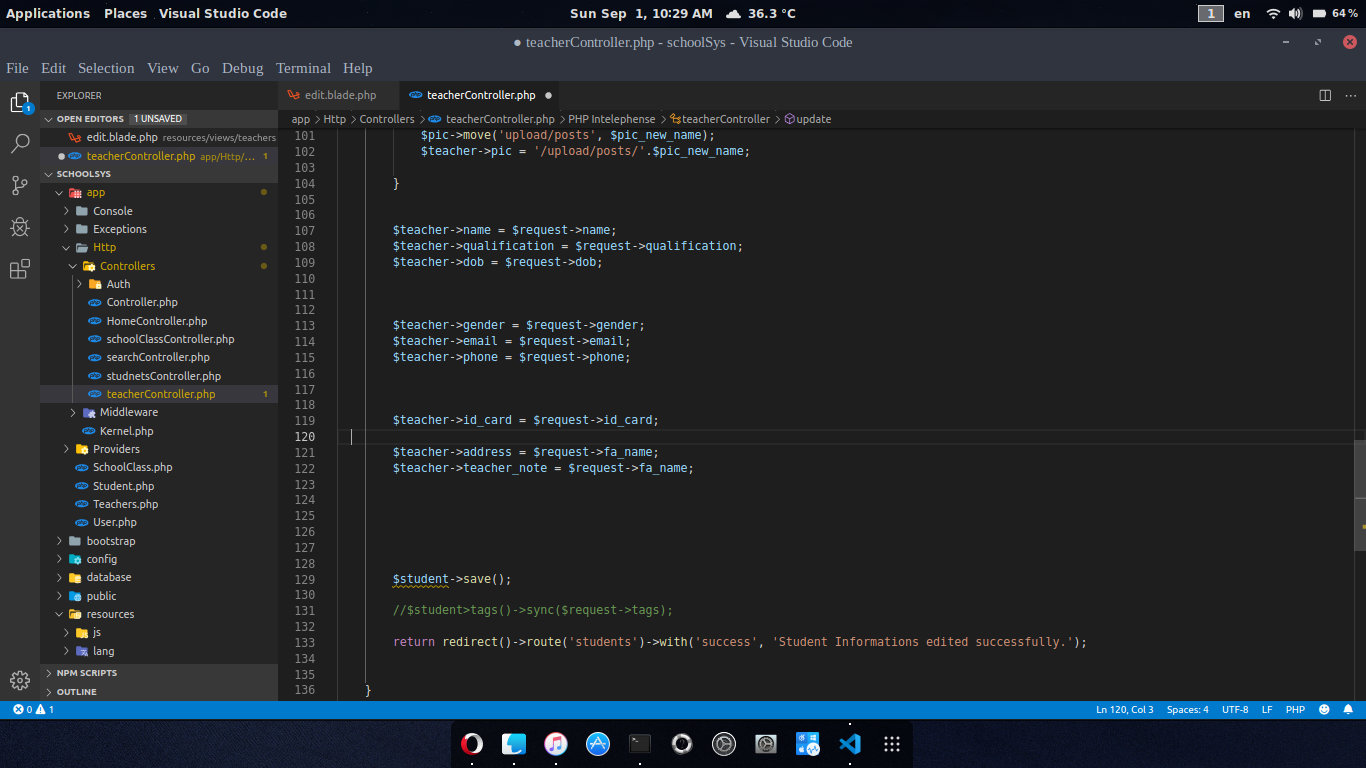 Applications Places Visual Studio Code
Sun Sep 1, 10:29 AM 36.3 °C
1 en 64 %
● teacherController.php - schoolSys - Visual Studio Code
File Edit Selection View Go Debug Terminal Help
EXPLORER
1
OPEN EDITORS 1 UNSAVED
edit.blade.php resources/views/teachers
teacherController.php app/Http/... 1
SCHOOLSYS
app
Console
Exceptions
Http
Controllers
Auth
Controller.php
HomeController.php
schoolClassController.php
searchController.php
studnetsController.php
teacherController.php 1
Middleware
Kernel.php
Providers
SchoolClass.php
Student.php
Teachers.php
User.php
bootstrap
config
database
public
resources
js
lang
NPM SCRIPTS
OUTLINE
edit.blade.php teacherController.php
app > Http > Controllers > teacherController.php > PHP Intelephense > teacherController > update
101 $pic->move('upload/posts', $pic_new_name);
102 $teacher->pic = '/upload/posts/'.$pic_new_name;
103
104 }
105
106
107 $teacher->name = $request->name;
108 $teacher->qualification = $request->qualification;
109 $teacher->dob = $request->dob;
110
111
112
113 $teacher->gender = $request->gender;
114 $teacher->email = $request->email;
115 $teacher->phone = $request->phone;
116
117
118
119 $teacher->id_card = $request->id_card;
120
121 $teacher->address = $request->fa_name;
122 $teacher->teacher_note = $request->fa_name;
123
124
125
126
127
128
129 $student->save();
130
131 //$student>tags()->sync($request->tags);
132
133 return redirect()->route('students')->with('success', 'Student Informations edited successfully.');
134
135
136 }
0 1 Ln 120, Col 3 Spaces: 4 UTF-8 LF PHP